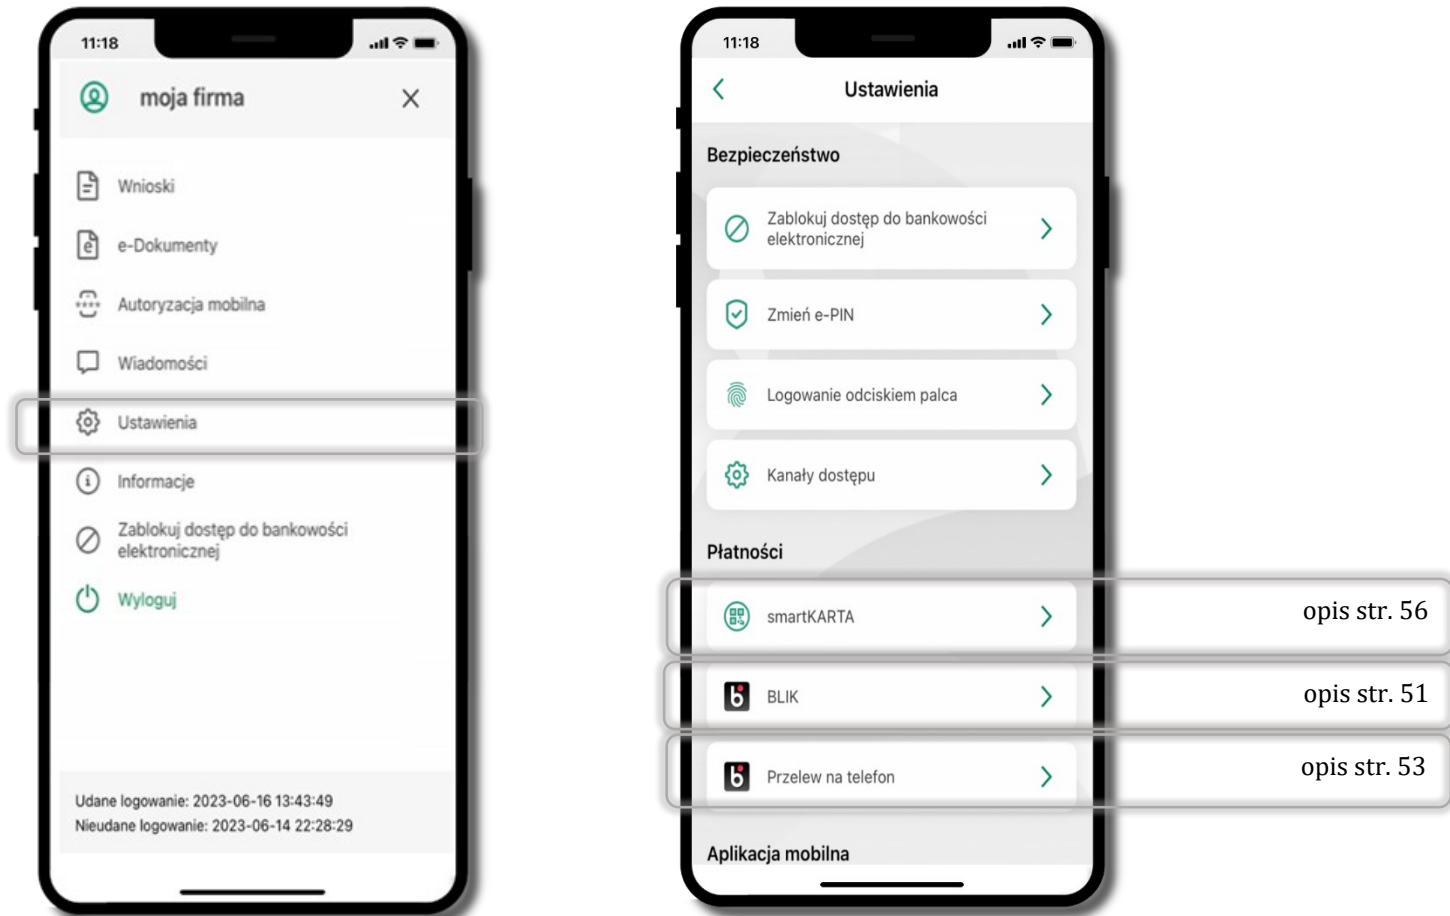 11:18
moja firma
Wnioski
e-Dokumenty
Autoryzacja mobilna
Wiadomości
Ustawienia
Informacje
Zablokuj dostęp do bankowości
elektronicznej
Wyloguj
Udane logowanie: 2023-06-16 13:43:49
Nieudane logowanie: 2023-06-14 22:28:29
11:18
Ustawienia
Bezpieczeństwo
Zablokuj dostęp do bankowości
elektronicznej
Zmień e-PIN
Logowanie odciskiem palca
Kanały dostępu
Płatności
smartKARTA
opis str. 56
BLIK
opis str. 51
Przelew na telefon
opis str. 53
Aplikacja mobilna